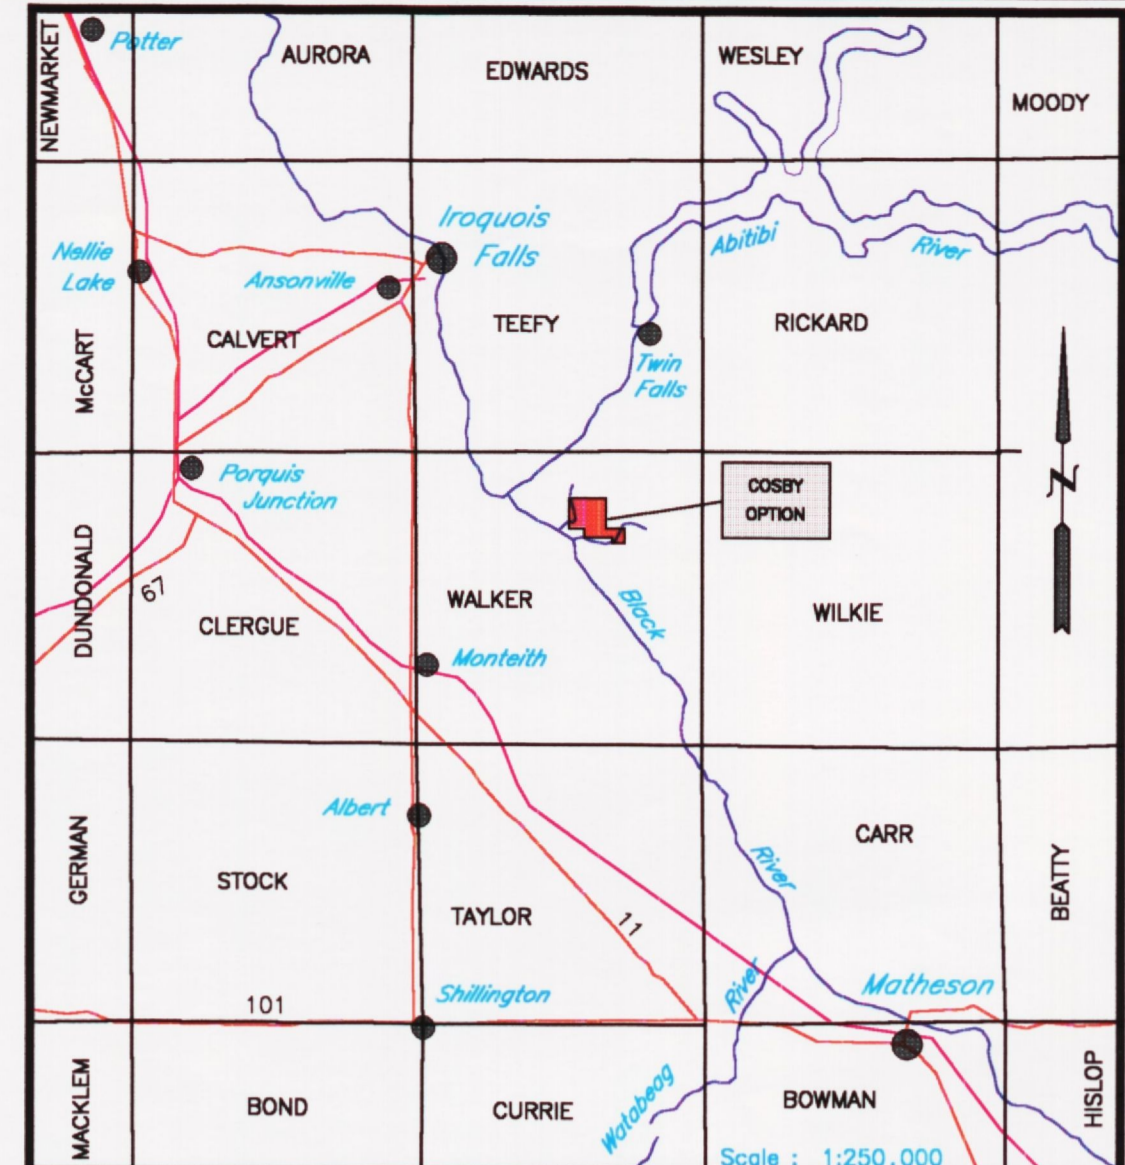 NEWMARKET
Potter
AURORA
EDWARDS
WESLEY
MOODY
Iroquois
Falls
Abitibi
River
Nellie
Lake
Ansonville
McCART
CALVERT
TEEFY
RICKARD
Twin
Falls
Porquis
Junction
COSBY
OPTION
N
DUNDONALD
67
CLERGUE
WALKER
Black
WILKIE
Monteith
Albert
GERMAN
STOCK
TAYLOR
11
River
CARR
BEATTY
River
Matheson
Shillington
101
MACKLEM
BOND
CURRIE
Watabeag
BOWMAN
HISLOP
Scale : 1:250,000